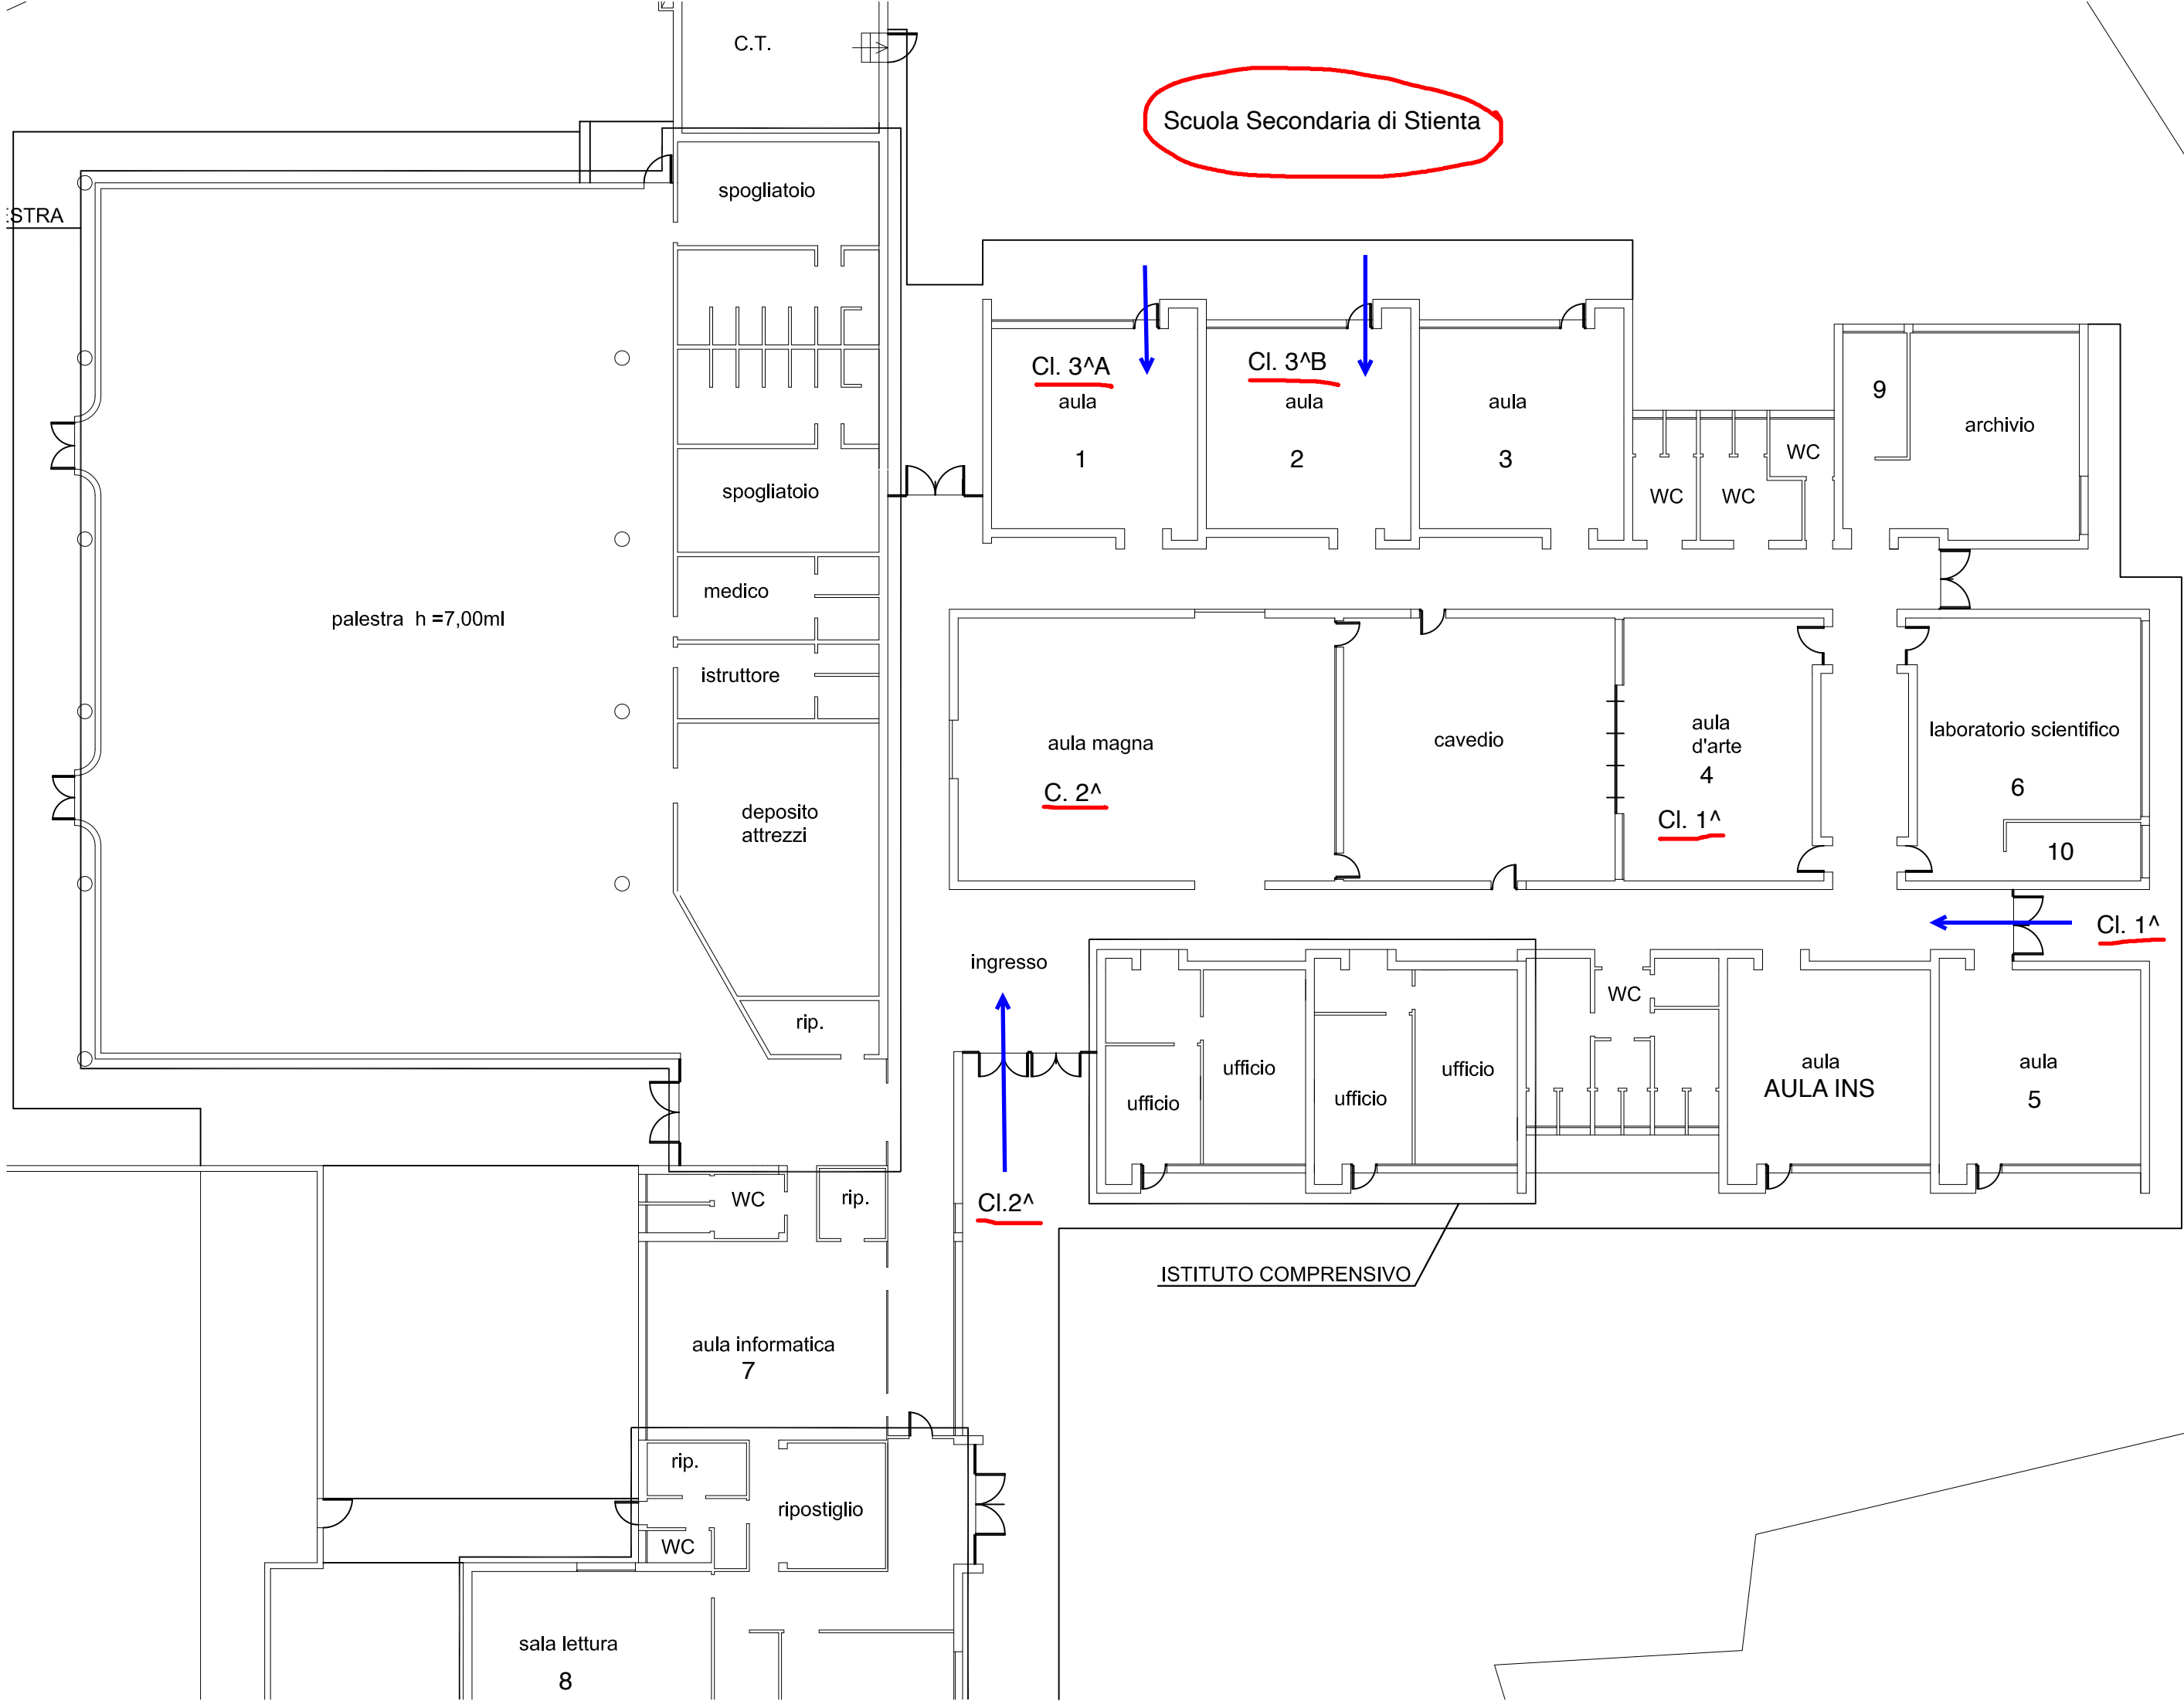 C.T.
Scuola Secondaria di Stienta
spogliatoio
Cl. 3^A
aula
1
Cl. 3^B
aula
2
aula
3
WC
WC
WC
9
archivio
spogliatoio
medico
istruttore
palestra h =7,00ml
deposito
attrezzi
rip.
aula magna
C. 2^
cavedio
aula
d'arte
4
Cl. 1^
laboratorio scientifico
6
10
Cl. 1^
ingresso
Cl.2^
ufficio
ufficio
ufficio
ufficio
WC
aula
AULA INS
aula
5
ISTITUTO COMPRENSIVO
WC
rip.
aula informatica
7
rip.
ripostiglio
WC
sala lettura
8